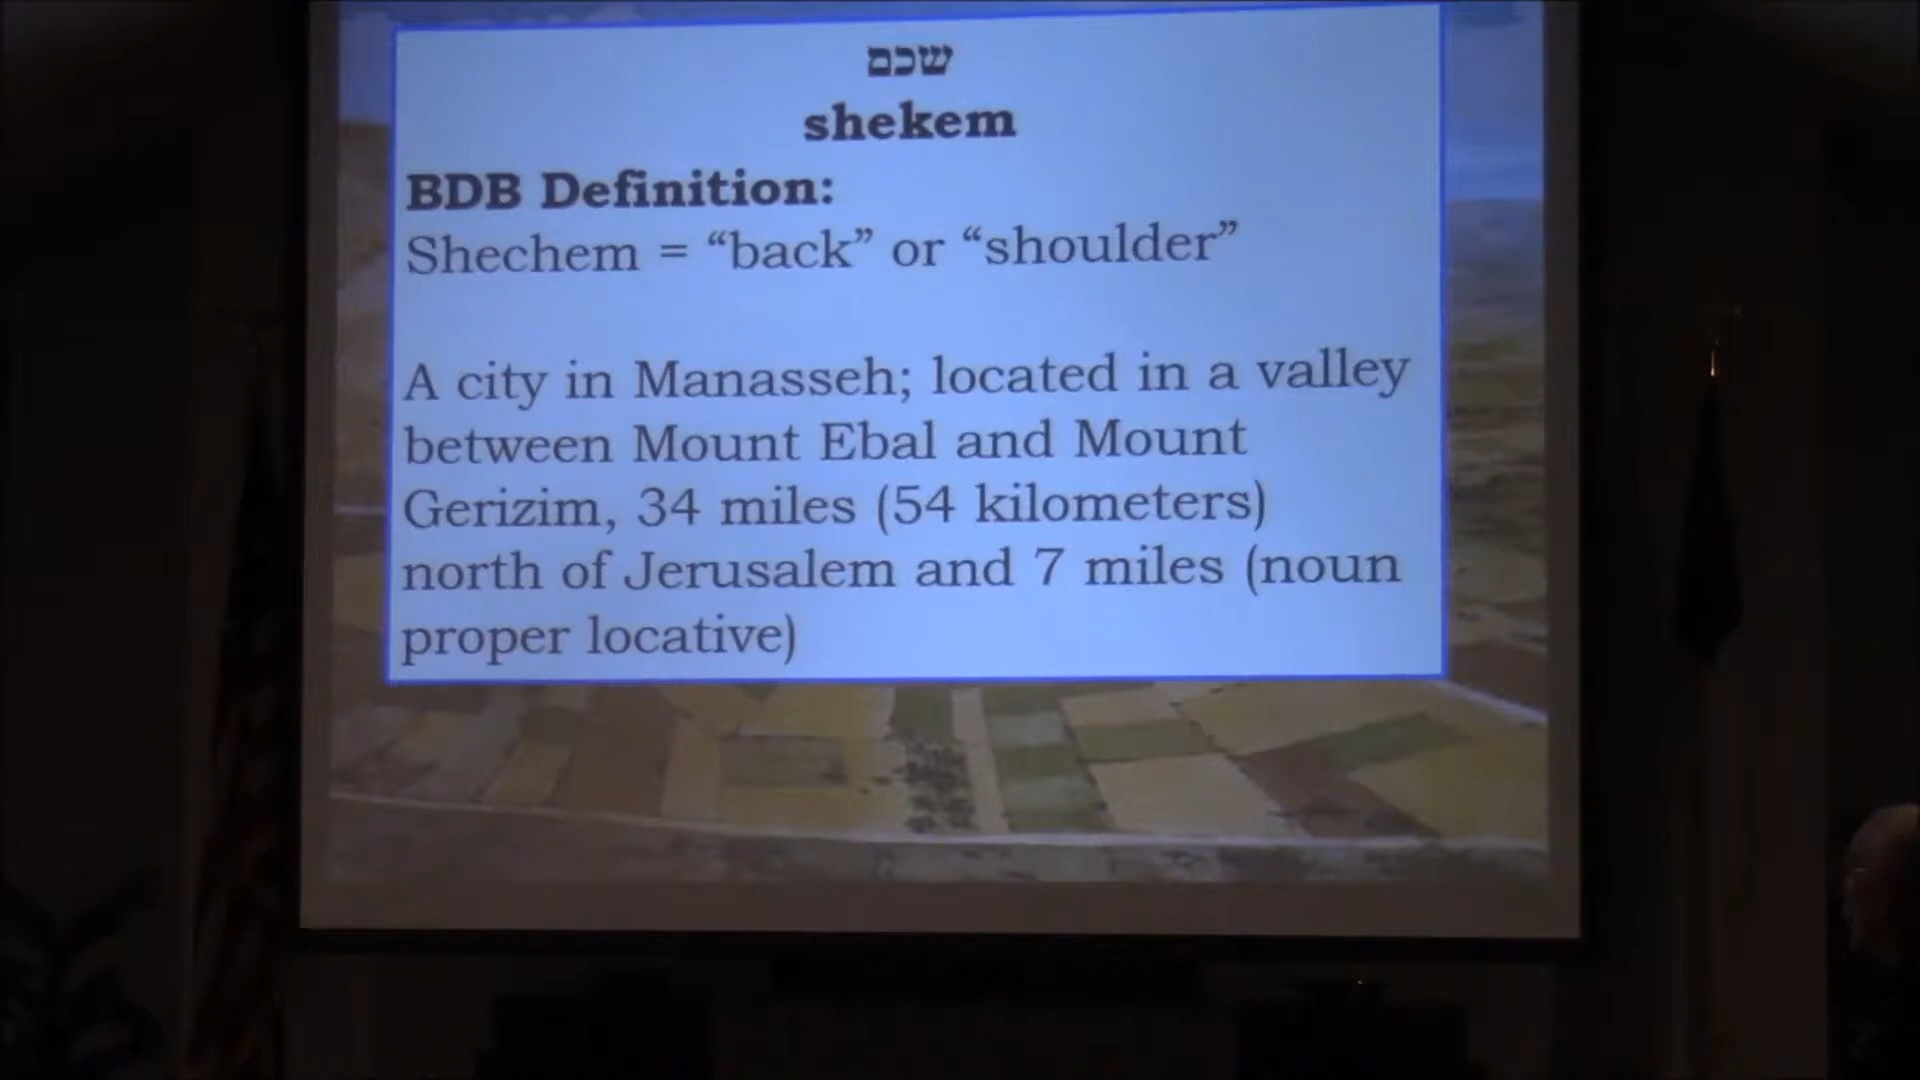 שכם
shekem
BDB Definition:
Shechem = “back” or “shoulder”
A city in Manasseh; located in a valley
between Mount Ebal and Mount
Gerizim, 34 miles (54 kilometers)
north of Jerusalem and 7 miles (noun
proper locative)